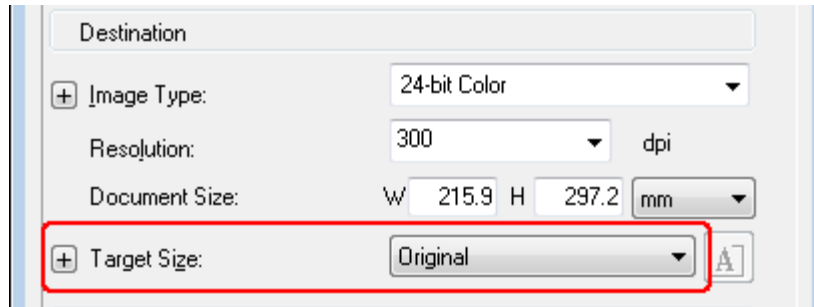 Destination
Image Type: 24-bit Color
Resolution: 300 dpi
Document Size: W 215.9 H 297.2 mm
Target Size: Original A